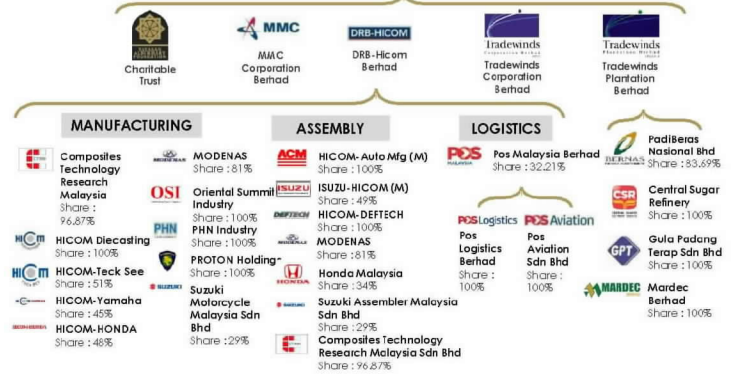 MMC
DRB-HICOM
Tradewinds
Tradewinds
Charitable
Trust
MMC
Corporation
Berhad
DRB-Hicom
Berhad
Tradewinds
Corporation
Berhad
Tradewinds
Plantation
Berhad
MANUFACTURING
ASSEMBLY
LOGISTICS
Composites
Technology
Research
Malaysia
Share :
96.87%
HICOM Diecasting
Share : 100%
HICOM-Teck See
Share : 51%
HICOM-Yamaha
Share : 45%
HICOM-HONDA
Share : 48%
MODENAS
MODENAS
Share : 81%
OSI
Oriental Summit
Industry
Share : 100%
PHN
PHN Industry
Share : 100%
PROTON Holdings
Share : 100%
SUZUKI
Suzuki
Motorcycle
Malaysia Sdn
Bhd
Share : 29%
ACM
HICOM-Auto Mfg (M)
Share : 100%
ISUZU
ISUZU-HICOM (M)
Share : 49%
DEFTECH
HICOM-DEFTECH
Share : 100%
MODENAS
MODENAS
Share : 81%
HONDA
Honda Malaysia
Share : 34%
SUZUKI
Suzuki Assembler Malaysia
Sdn Bhd
Share : 29%
Composites Technology
Research Malaysia Sdn Bhd
Share : 96.87%
POS
MALAYSIA
Pos Malaysia Berhad
Share : 32.21%
POS Logistics
Pos
Logistics
Berhad
Share :
100%
POS Aviation
Pos
Aviation
Sdn Bhd
Share :
100%
BERNAS
PadiBeras
Nasional Bhd
Share : 83.69%
CSR
Central Sugar
Refinery
Share : 100%
GPT
Gula Padang
Terap Sdn Bhd
Share : 100%
MARDEC
Mardec
Berhad
Share : 100%